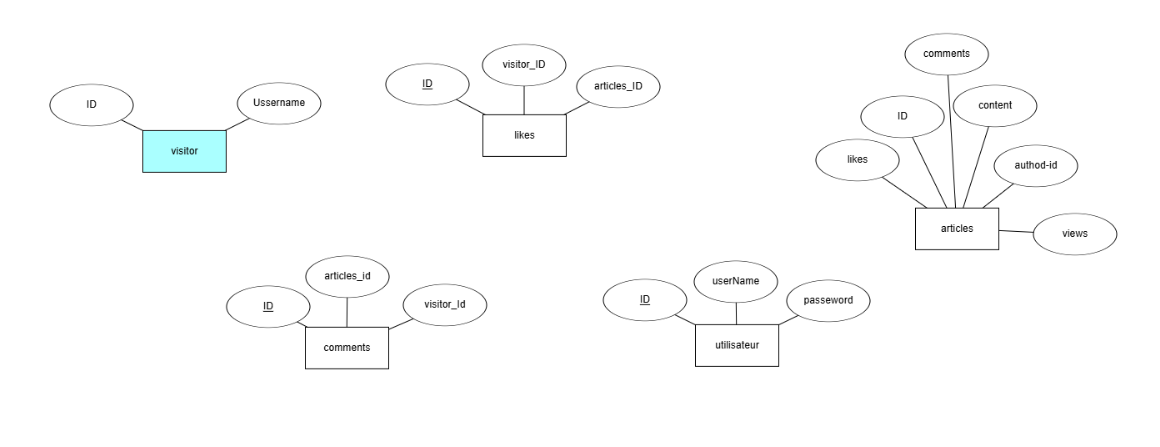 ID
Ussername
visitor
ID
visitor_ID
articles_ID
likes
comments
content
ID
likes
authod-id
articles
views
ID
articles_id
visitor_Id
comments
ID
userName
passeword
utilisateur